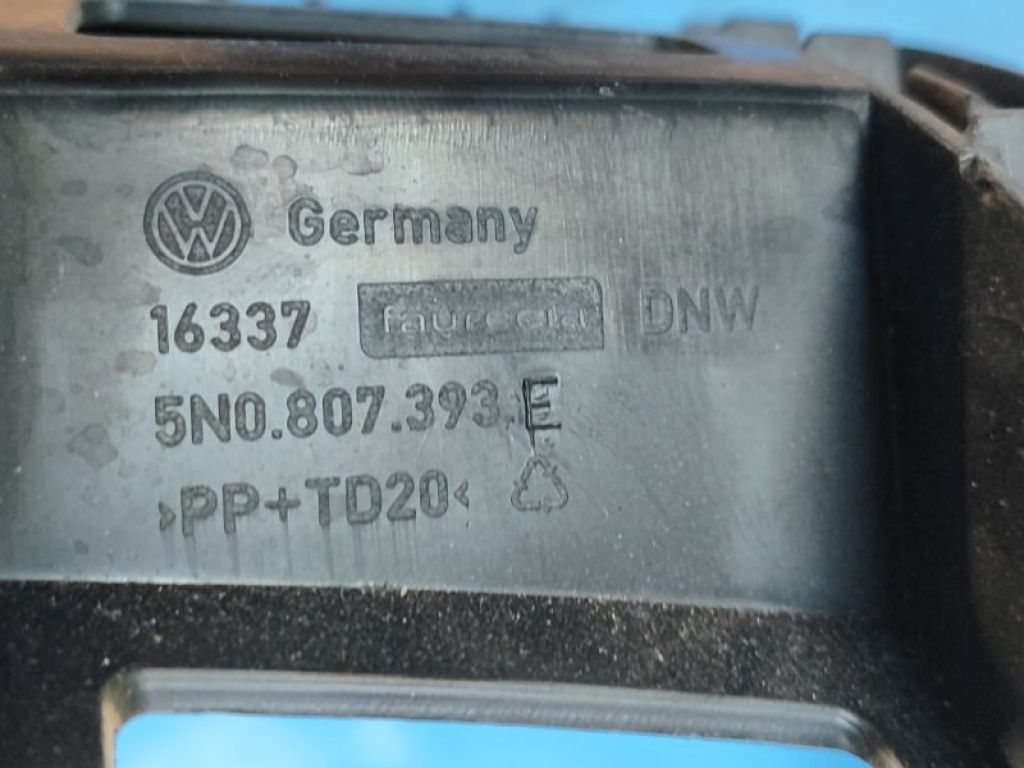 Germany
16337 faurecia DNW
5N0.807.393.E
>PP+TD20<